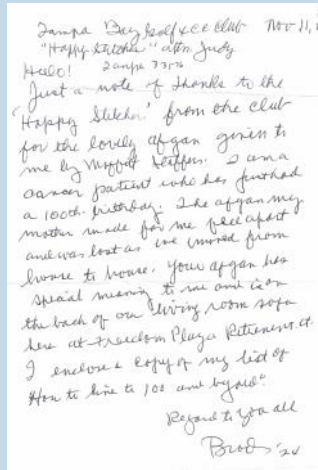 Tampa Bay Golf & CC Club Nov 11,
"Happy Stitchers" attn Judy
Hello! Tampa 33576
Just a note of thanks to the
"Happy Stitchers" from the club
for the lovely afgan given to
me by Moffitt Staffers. I am a
cancer patient who has just had
a 100th birthday. The afgan my
mother made for me fell apart
and was lost as we moved from
house to house. Your afgan has
special meaning to me and is on
the back of our living room sofa
here at Freedom Plaza Retirement.
I enclose a copy of my list of
How to live to 100 and beyond".
Regards to you all
'24